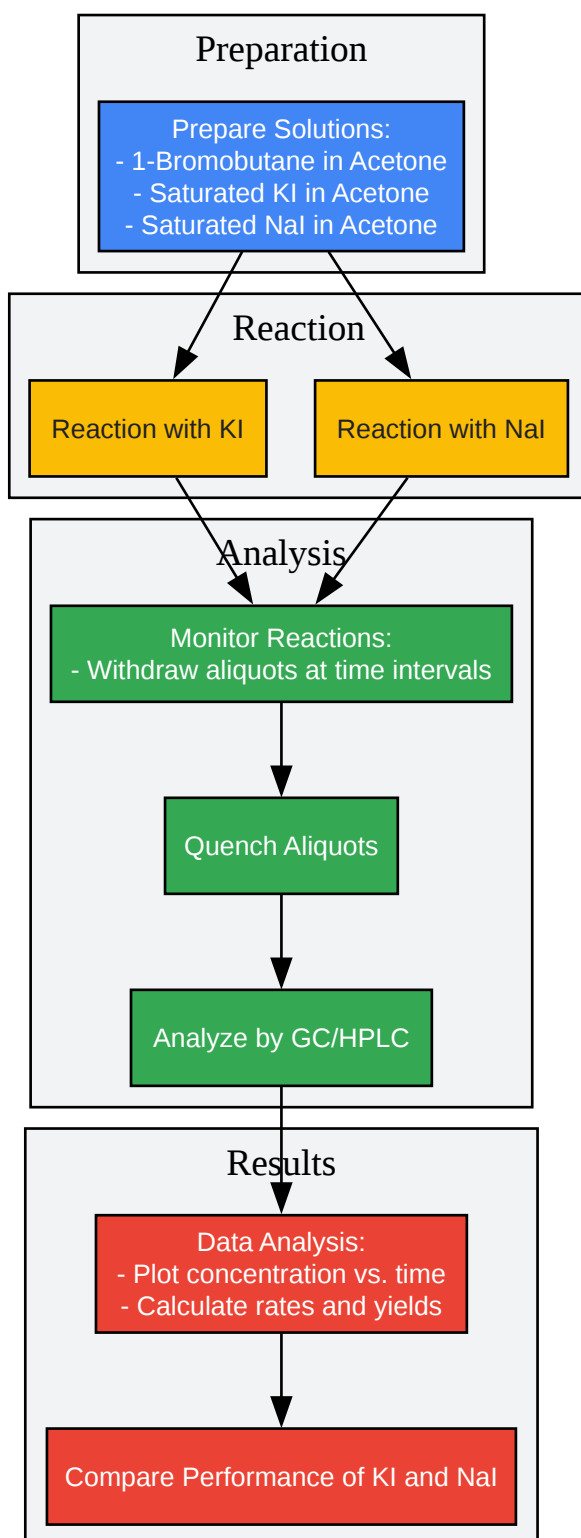 Preparation
Prepare Solutions:
- 1-Bromobutane in Acetone
- Saturated KI in Acetone
- Saturated NaI in Acetone
Reaction
Reaction with KI
Reaction with NaI
Analysis
Monitor Reactions:
- Withdraw aliquots at time intervals
Quench Aliquots
Analyze by GC/HPLC
Results
Data Analysis:
- Plot concentration vs. time
- Calculate rates and yields
Compare Performance of KI and NaI